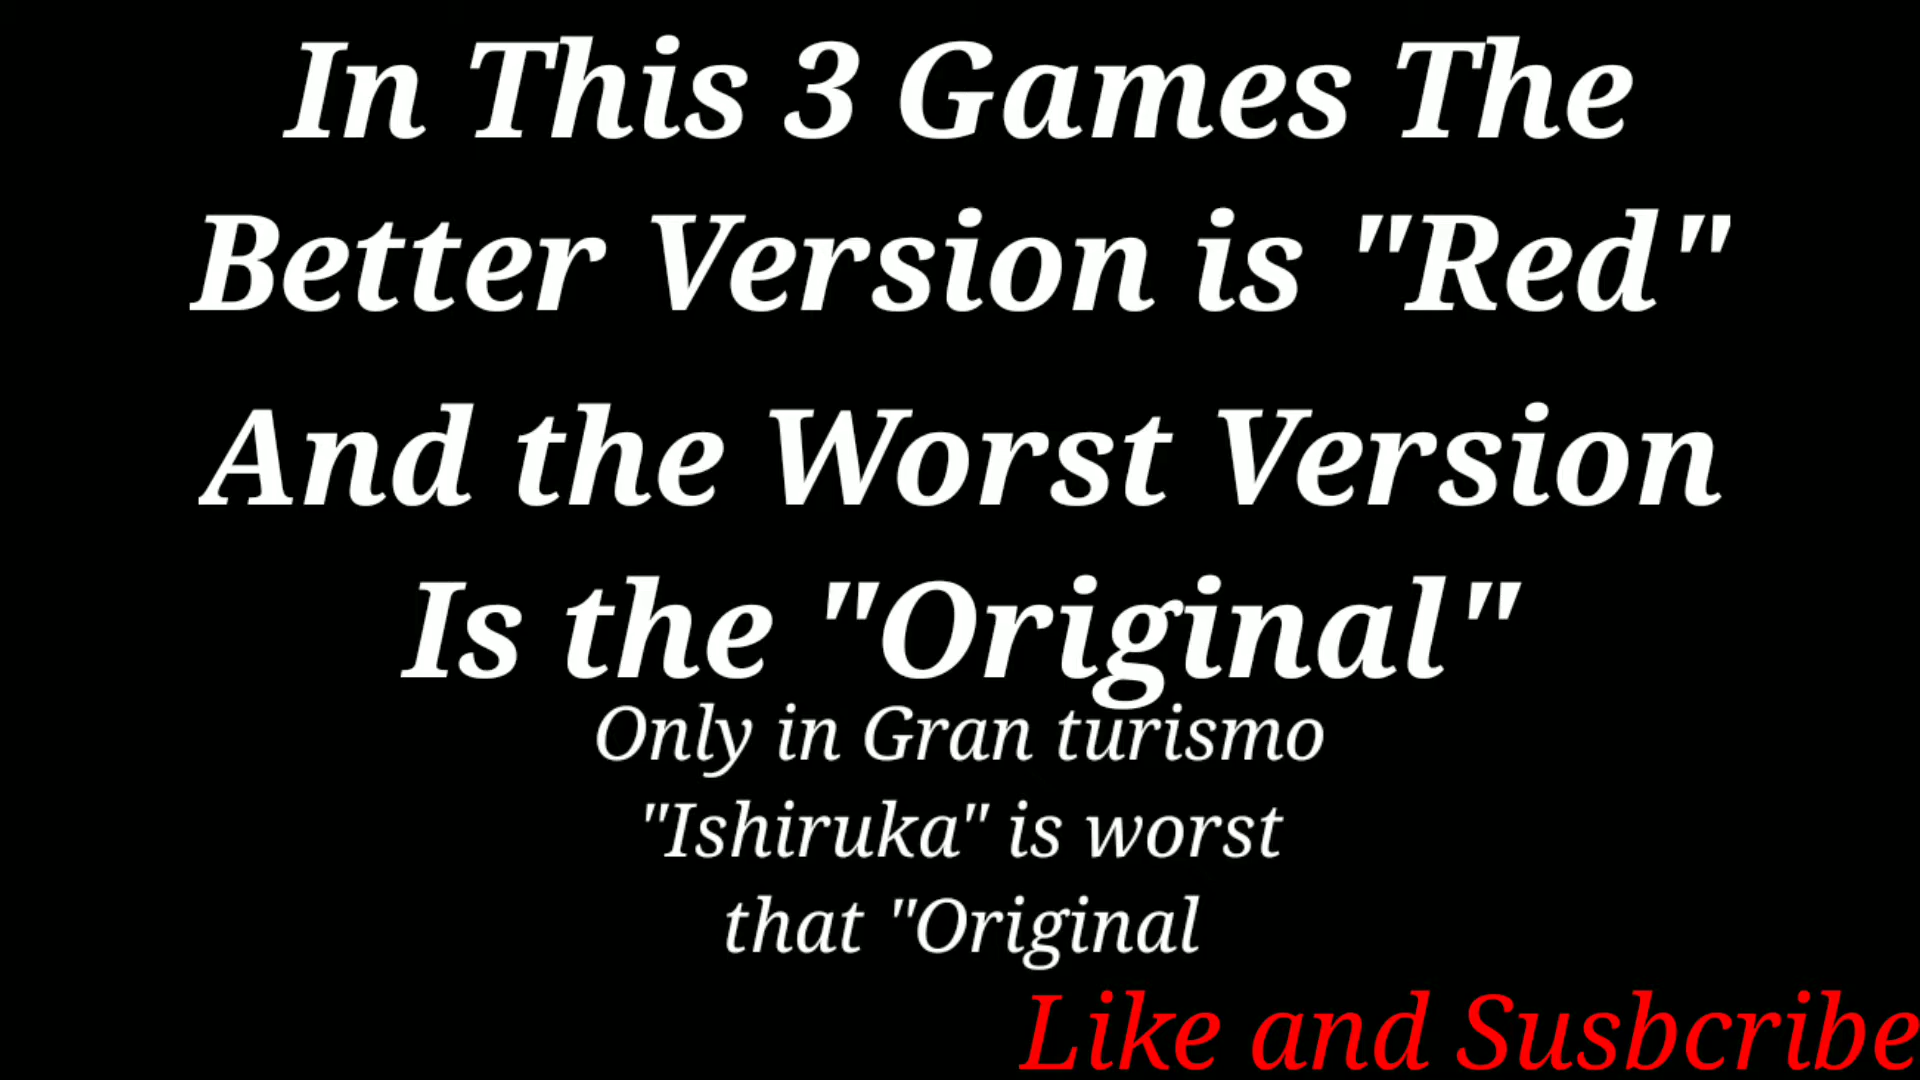 In This 3 Games The
Better Version is "Red"
And the Worst Version
Is the "Original"
Only in Gran turismo
"Ishiruka" is worst
that "Original
Like and Susbcribe